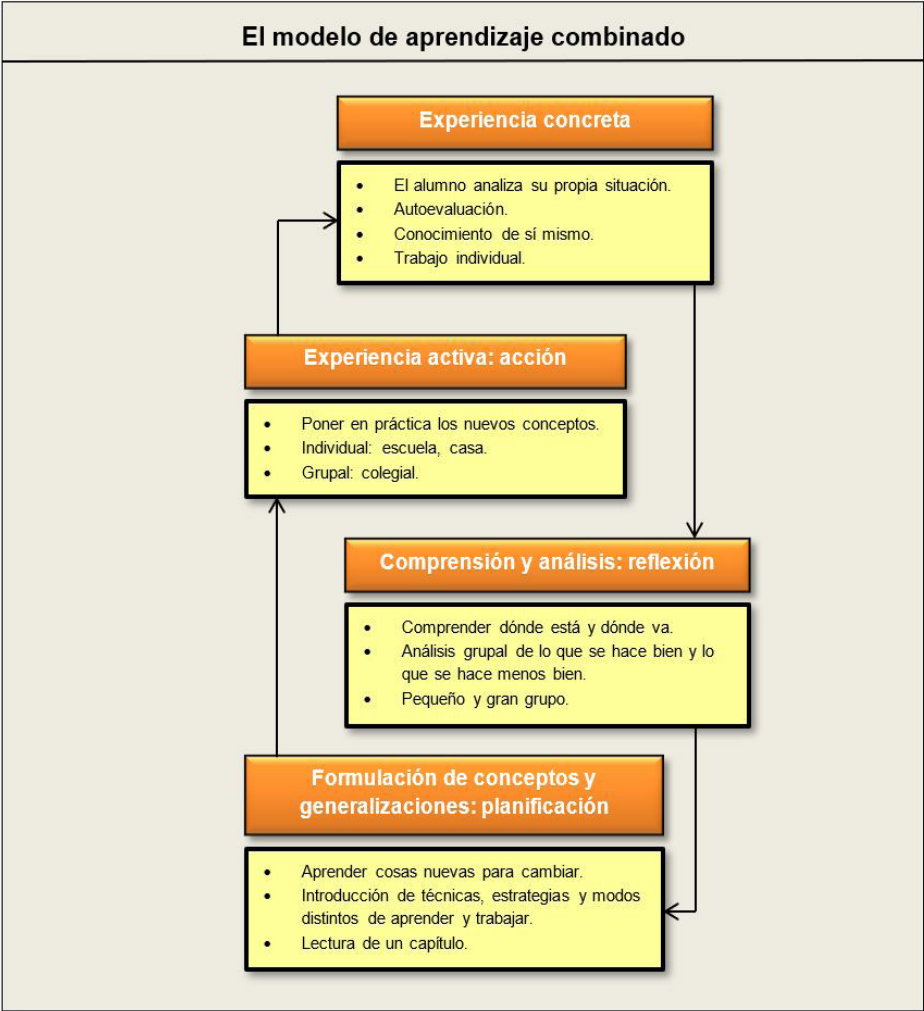 El modelo de aprendizaje combinado
Experiencia concreta
• El alumno analiza su propia situación.
• Autoevaluación.
• Conocimiento de sí mismo.
• Trabajo individual.
Experiencia activa: acción
• Poner en práctica los nuevos conceptos.
• Individual: escuela, casa.
• Grupal: colegial.
Comprensión y análisis: reflexión
• Comprender dónde está y dónde va.
• Análisis grupal de lo que se hace bien y lo
que se hace menos bien.
• Pequeño y gran grupo.
Formulación de conceptos y
generalizaciones: planificación
• Aprender cosas nuevas para cambiar.
• Introducción de técnicas, estrategias y modos
distintos de aprender y trabajar.
• Lectura de un capítulo.